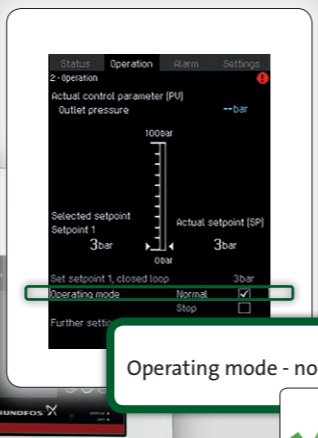 Status Operation Alarm Settings
2 - Operation
Actual control parameter (PV)
Outlet pressure --bar
100bar
Selected setpoint
Setpoint 1
Actual setpoint (SP)
3bar 3bar
0bar
Set setpoint 1, closed loop 3bar
Operating mode Normal
Stop
Further setti
Operating mode - no
RUNDFOS